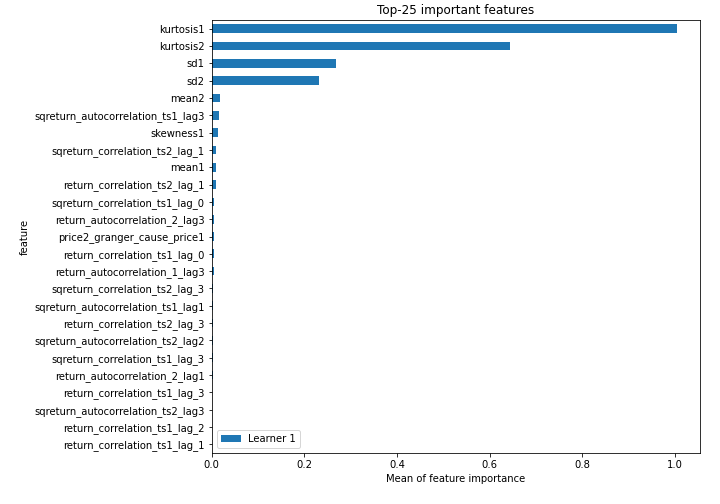 Top-25 important features
kurtosis1
kurtosis2
sd1
sd2
mean2
sqreturn_autocorrelation_ts1_lag3
skewness1
sqreturn_correlation_ts2_lag_1
mean1
return_correlation_ts2_lag_1
sqreturn_correlation_ts1_lag_0
return_autocorrelation_2_lag3
price2_granger_cause_price1
return_correlation_ts1_lag_0
return_autocorrelation_1_lag3
sqreturn_correlation_ts2_lag_3
sqreturn_autocorrelation_ts1_lag1
return_correlation_ts2_lag_3
sqreturn_autocorrelation_ts2_lag2
sqreturn_correlation_ts1_lag_3
return_autocorrelation_2_lag1
return_correlation_ts1_lag_3
sqreturn_autocorrelation_ts2_lag3
return_correlation_ts1_lag_2
return_correlation_ts1_lag_1
feature
Learner 1
0.0 0.2 0.4 0.6 0.8 1.0
Mean of feature importance